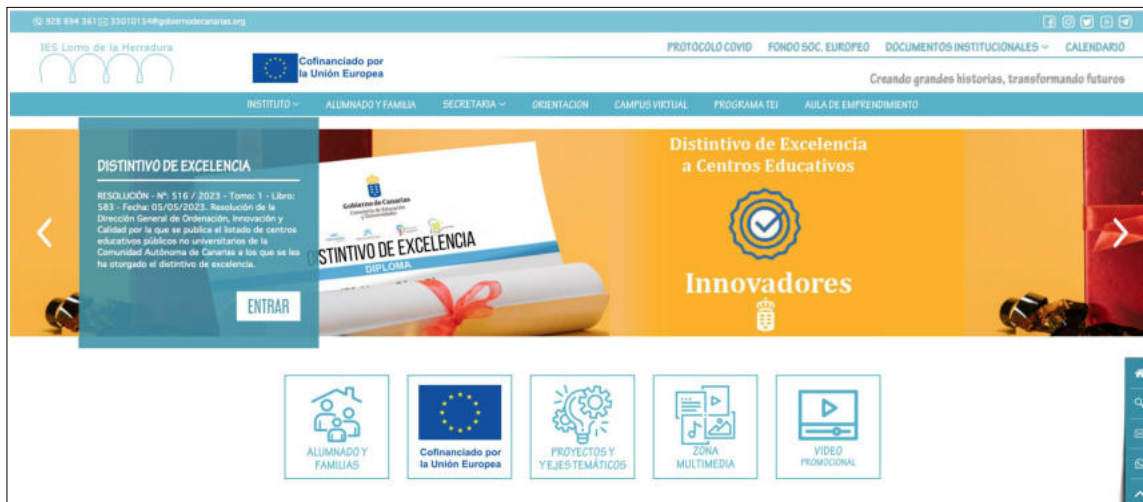 928 694 361 35010154@gobiernodecanarias.org
IES Lomo de la Herradura
Cofinanciado por
la Unión Europea
PROTOCOLO COVID FONDO SOC. EUROPEO DOCUMENTOS INSTITUCIONALES CALENDARIO
Creando grandes historias, transformando futuros
INSTITUTO ALUMNADO Y FAMILIA SECRETARIA ORIENTACION CAMPUS VIRTUAL PROGRAMA TEI AULA DE EMPRENDIMIENTO
DISTINTIVO DE EXCELENCIA
RESOLUCIÓN - Nº: 516 / 2023 - Tomo: 1 - Libro:
583 - Fecha: 05/05/2023. Resolución de la
Dirección General de Ordenación, Innovación y
Calidad por la que se publica el listado de centros
educativos públicos no universitarios de la
Comunidad Autónoma de Canarias a los que se les
ha otorgado el distintivo de excelencia.
ENTRAR
Gobierno de Canarias
Consejería de Educación
y Universidades
STINTIVO DE EXCELENCIA
DIPLOMA
Distintivo de Excelencia
a Centros Educativos
Innovadores
ALUMNADO Y
FAMILIAS
Cofinanciado por
la Unión Europea
PROYECTOS Y
Y EJES TEMÁTICOS
ZONA
MULTIMEDIA
VIDEO
PROMOCIONAL